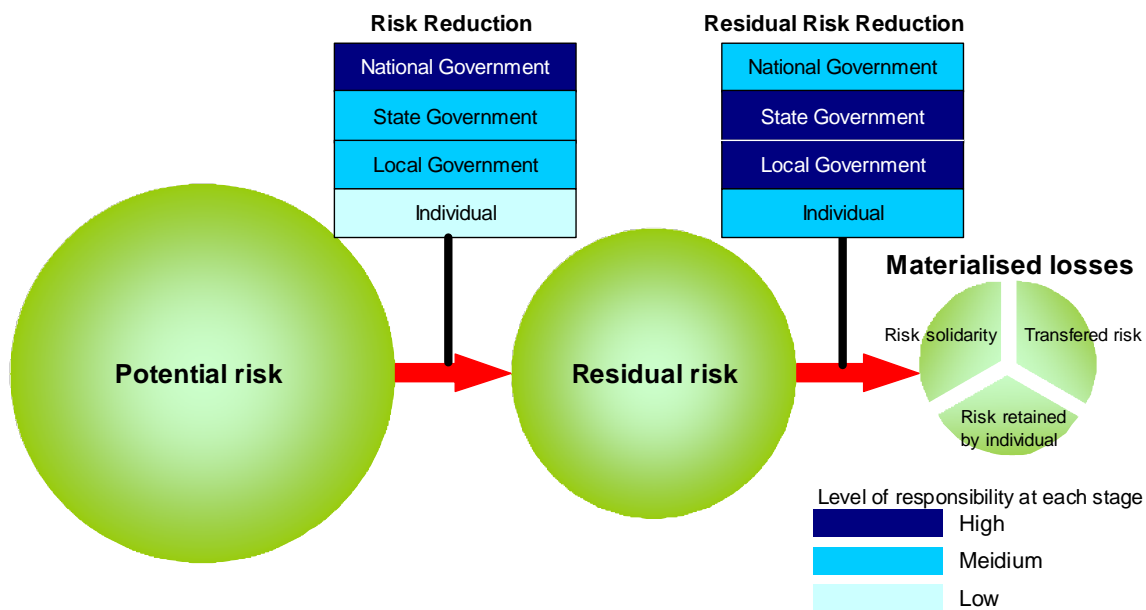 Risk Reduction
National Government
State Government
Local Government
Individual
Residual Risk Reduction
National Government
State Government
Local Government
Individual
Potential risk
Residual risk
Materialised losses
Risk solidarity
Transfered risk
Risk retained
by individual
Level of responsibility at each stage
High
Meidium
Low